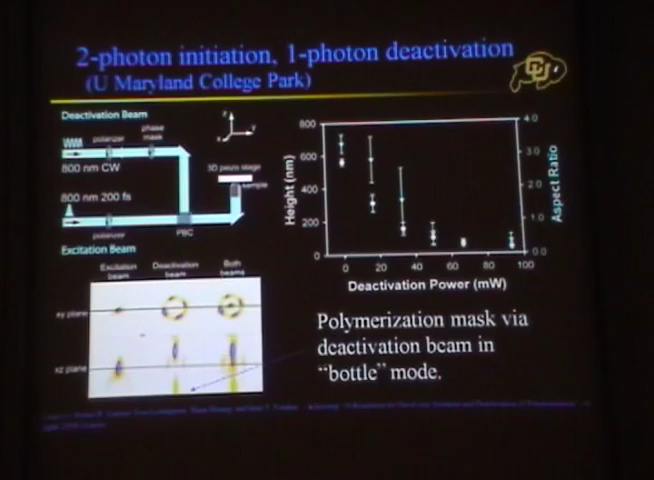 2-photon initiation, 1-photon deactivation
(U Maryland College Park)
CU
Deactivation Beam
polarizer
phase
mask
800 nm CW
3D piezo stage
sample
800 nm 200 fs
polarizer
PBC
Excitation Beam
Excitation
beam
Deactivation
beam
Both
beams
xy plane
xz plane
z
y
x
Height (nm)
800
600
400
200
0
0
20
40
60
80
100
Deactivation Power (mW)
4.0
3.0
2.0
1.0
0.0
Aspect Ratio
Polymerization mask via
deactivation beam in
"bottle" mode.